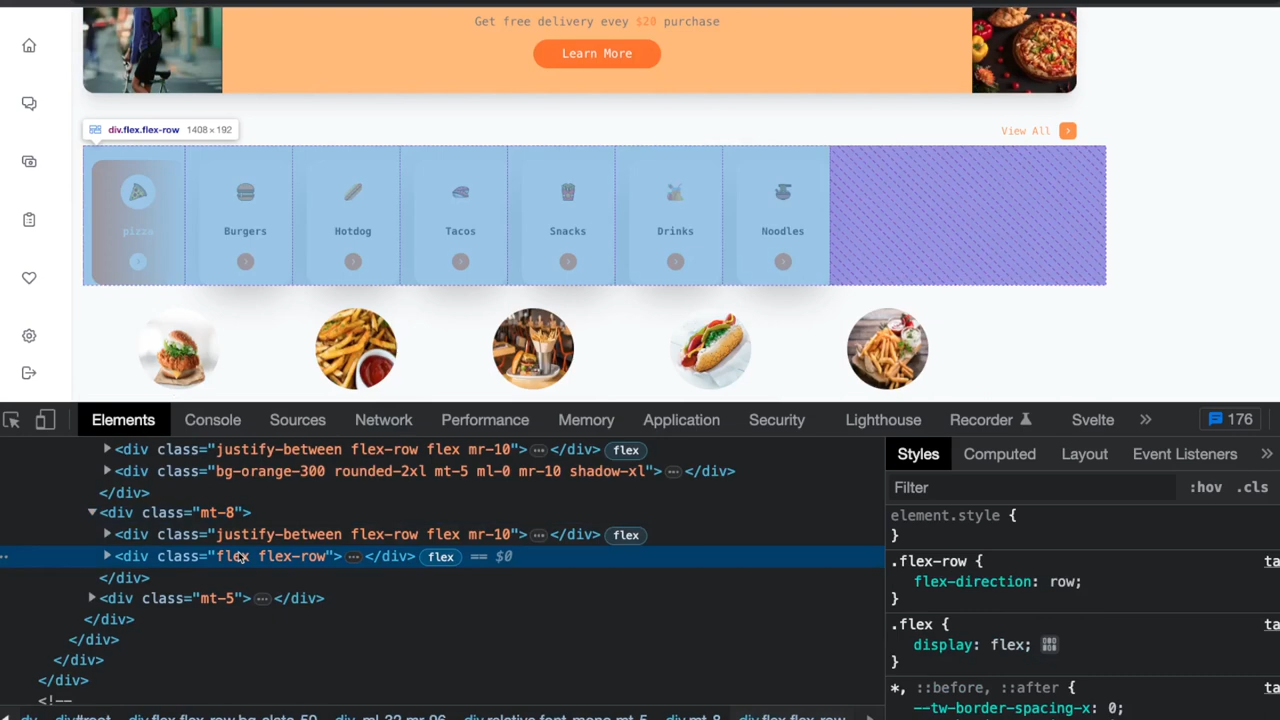 Get free delivery evey $20 purchase
Learn More
div.flex.flex-row 1408×192
View All >
pizza Burgers Hotdog Tacos Snacks Drinks Noodles
Elements Console Sources Network Performance Memory Application Security Lighthouse Recorder Svelte » 176
<div class="justify-between flex-row flex mr-10">…</div> flex
<div class="bg-orange-300 rounded-2xl mt-5 ml-0 mr-10 shadow-xl">…</div>
</div>
<div class="mt-8">
<div class="justify-between flex-row flex mr-10">…</div> flex
<div class="flex flex-row">…</div> flex == $0
</div>
<div class="mt-5">…</div>
</div>
</div>
</div>
</div>
<!--
Styles Computed Layout Event Listeners »
Filter :hov .cls
element.style {
}
.flex-row { ta
flex-direction: row;
}
.flex { ta
display: flex;
}
*, ::before, ::after { ta
--tw-border-spacing-x: 0;